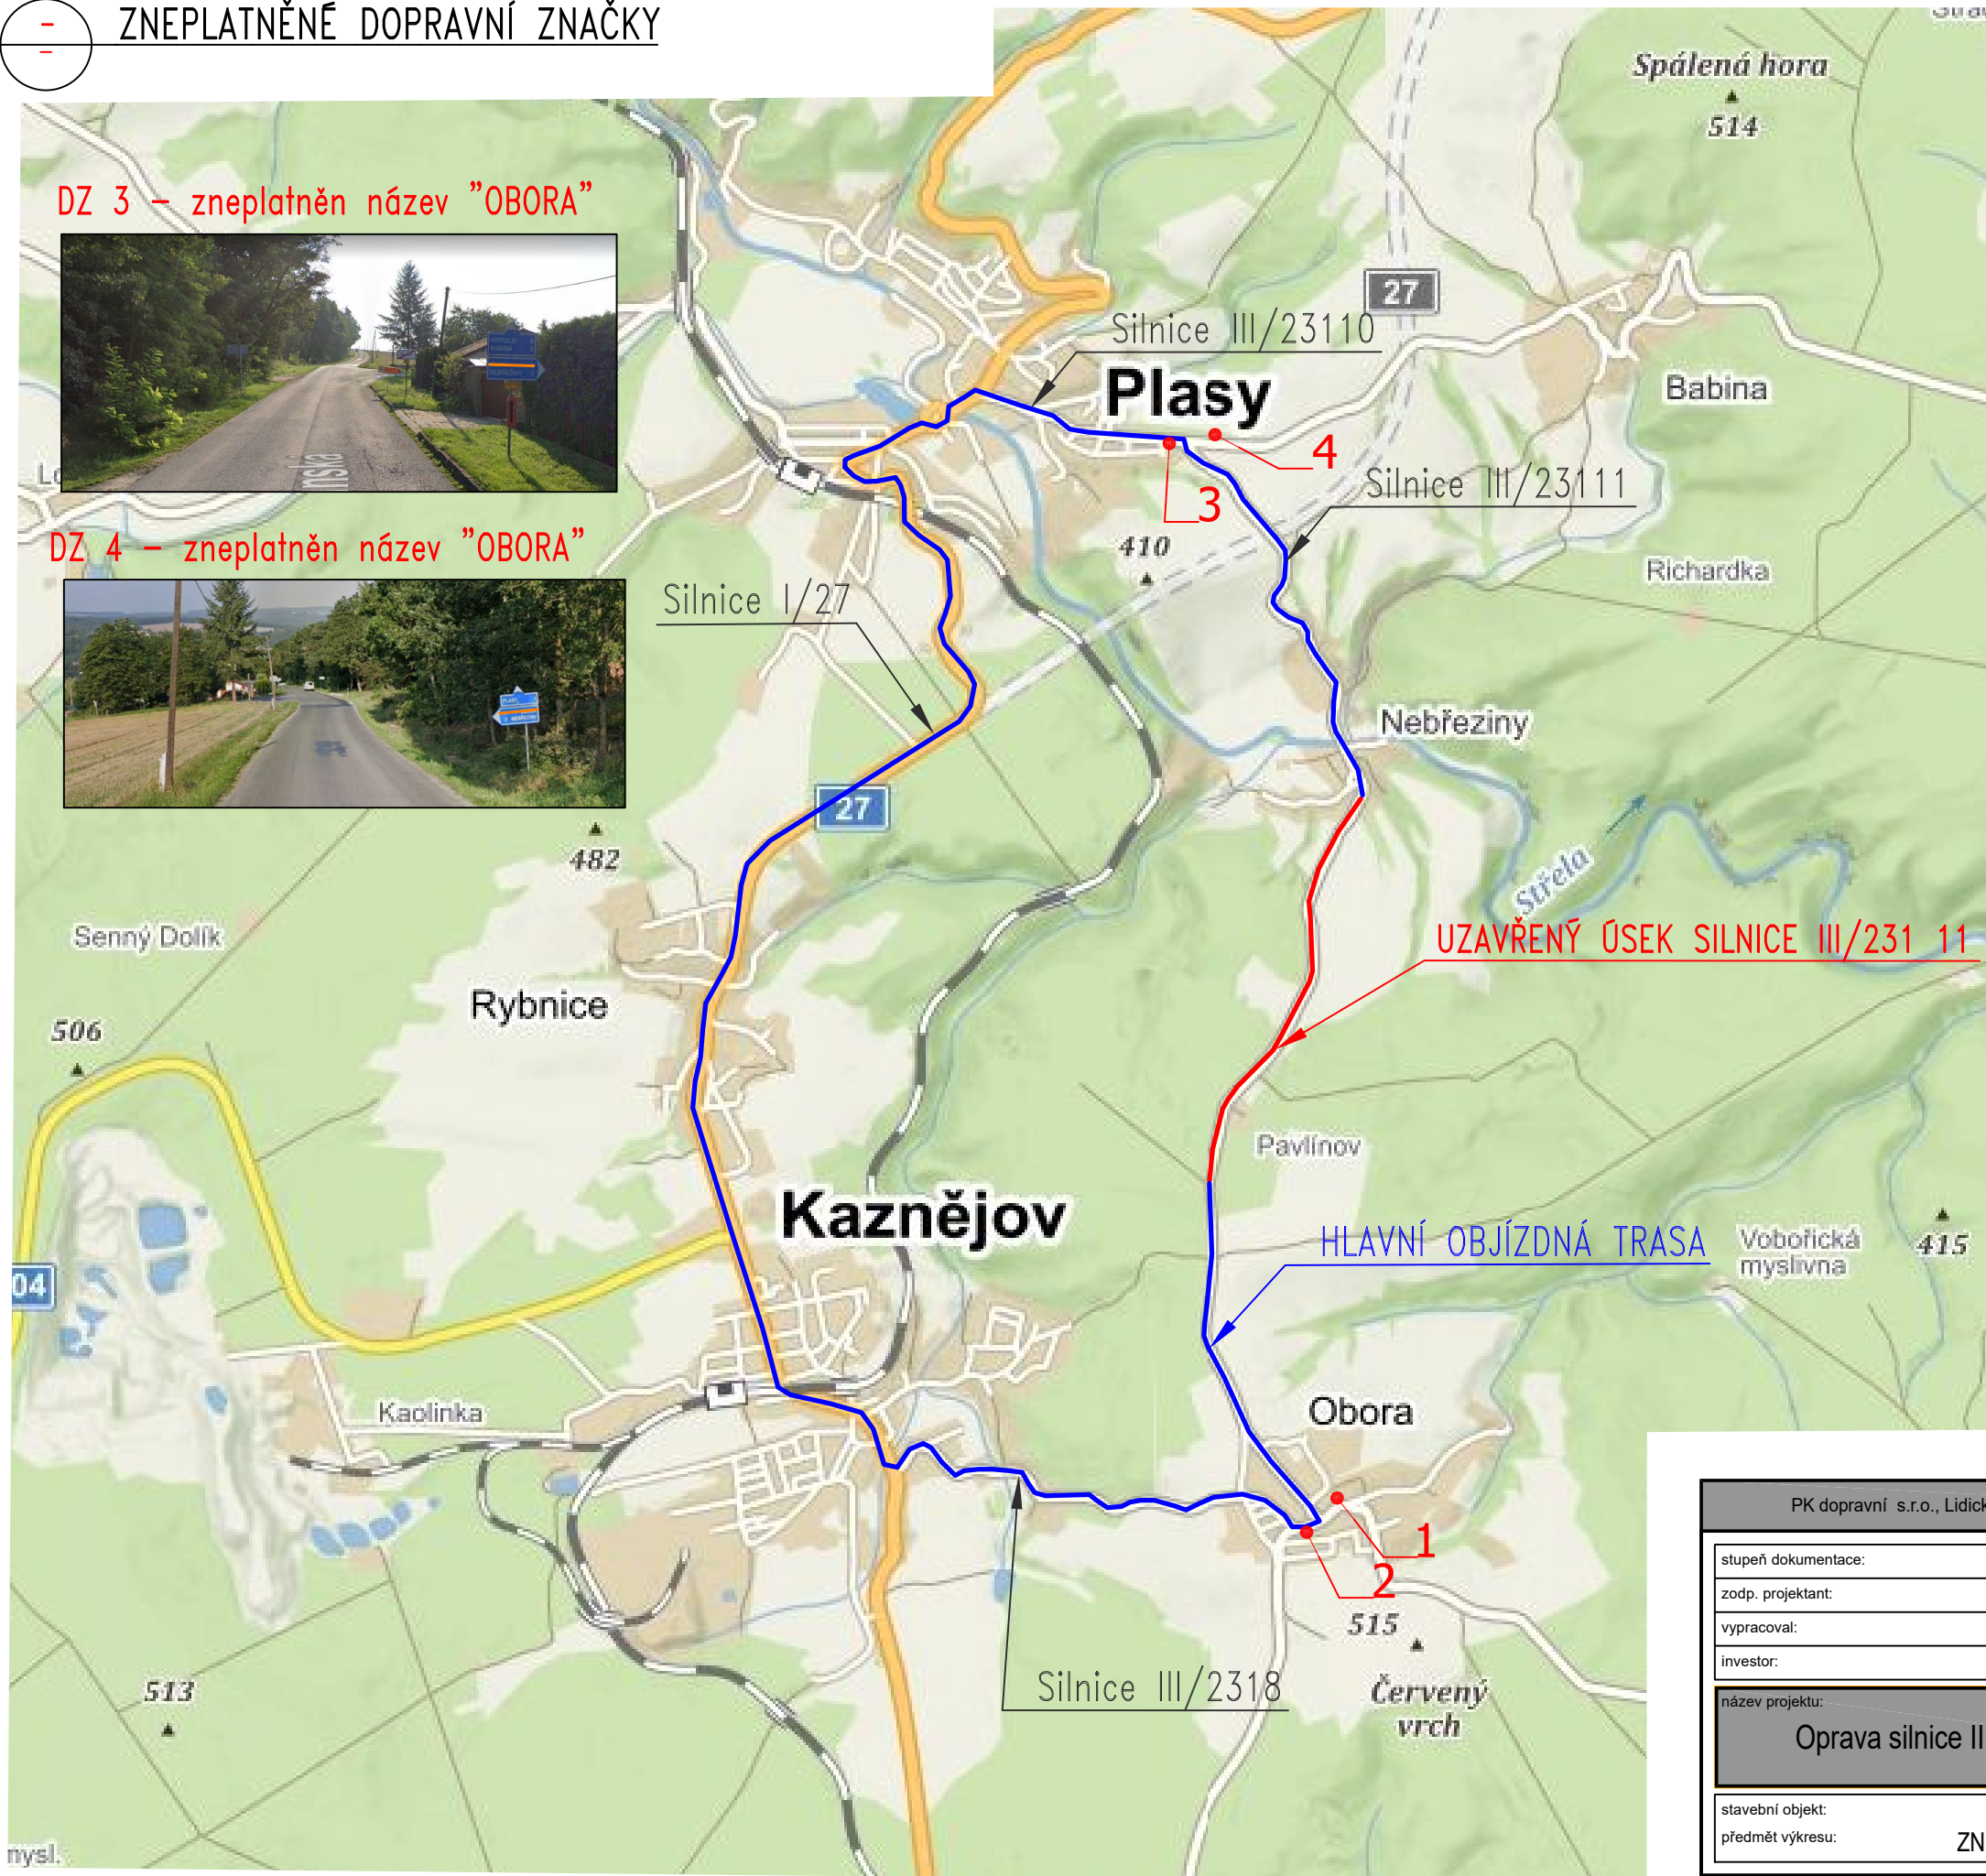 ZNEPLATNĚNÉ DOPRAVNÍ ZNAČKY
Spálená hora
514
DZ 3 – zneplatněn název "OBORA"
27
Silnice III/23110
Plasy
Babina
4
3
Silnice III/23111
410
Richardka
DZ 4 – zneplatněn název "OBORA"
Silnice I/27
PLASY
NEBŘEZINY
Nebřeziny
27
482
Střela
Senný Dolík
UZAVŘENÝ ÚSEK SILNICE III/231 11
Rybnice
506
Pavlínov
Kaznějov
HLAVNÍ OBJÍZDNÁ TRASA
Vobořická
myslivna
415
04
Kaolinka
Obora
1
2
515
Červený
vrch
Silnice III/2318
513
mysl.
PK dopravní s.r.o., Lidick
stupeň dokumentace:
zodp. projektant:
vypracoval:
investor:
název projektu:
Oprava silnice II
stavební objekt:
předmět výkresu:
ZN